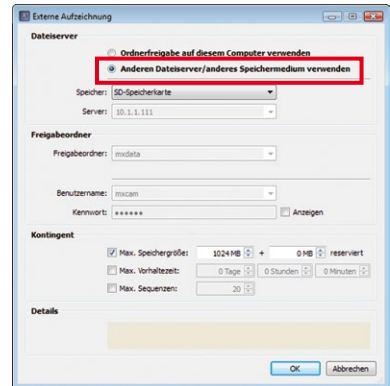 Externe Aufzeichnung
Dateiserver
Ordnerfreigabe auf diesem Computer verwenden
Anderen Dateiserver/anderes Speichermedium verwenden
Speicher: SD-Speicherkarte
Server: 10.1.1.111
Freigabeordner
Freigabeordner: mxdata
Benutzername: mxcam
Kennwort: •••••• Anzeigen
Kontingent
Max. Speichergröße: 1024 MB + 0 MB reserviert
Max. Vorhaltezeit: 0 Tage 0 Stunden 0 Minuten
Max. Sequenzen: 20
Details
OK Abbrechen